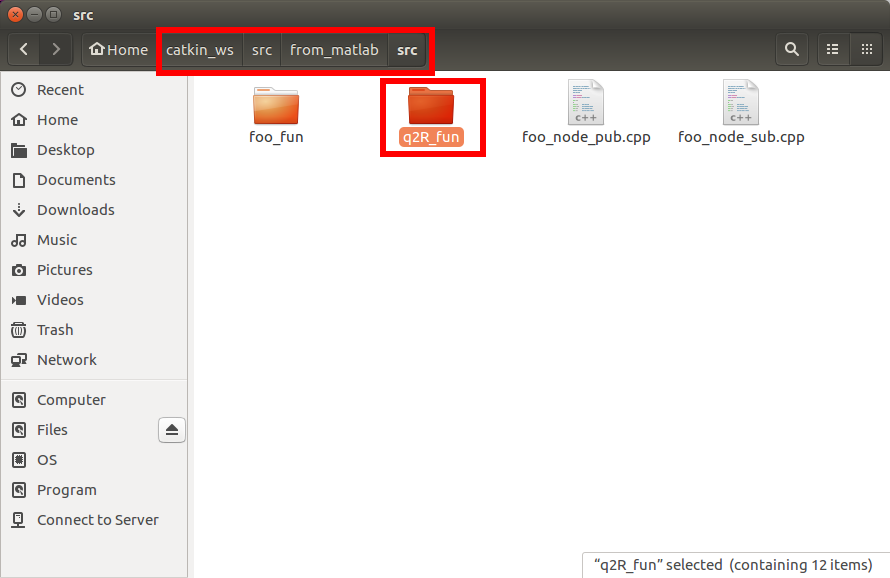 src
Home catkin_ws src from_matlab src
Recent
Home
Desktop
Documents
Downloads
Music
Pictures
Videos
Trash
Network
Computer
Files
OS
Program
Connect to Server
foo_fun q2R_fun foo_node_pub.cpp foo_node_sub.cpp
c++ c++
“q2R_fun” selected (containing 12 items)